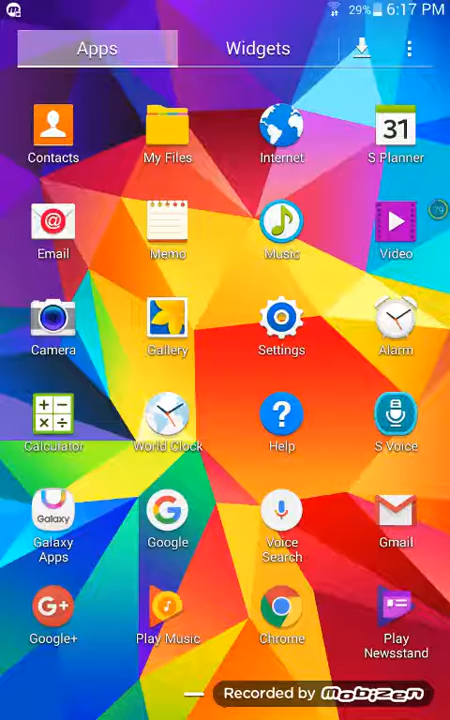 29% 6:17 PM
Apps Widgets
31
Contacts My Files Internet S Planner
79
Email Memo Music Video
Camera Gallery Settings Alarm
Calculator World Clock Help S Voice
Galaxy
Galaxy Apps Google Voice Search Gmail
G+
Google+ Play Music Chrome Play Newsstand
Recorded by Mobizen